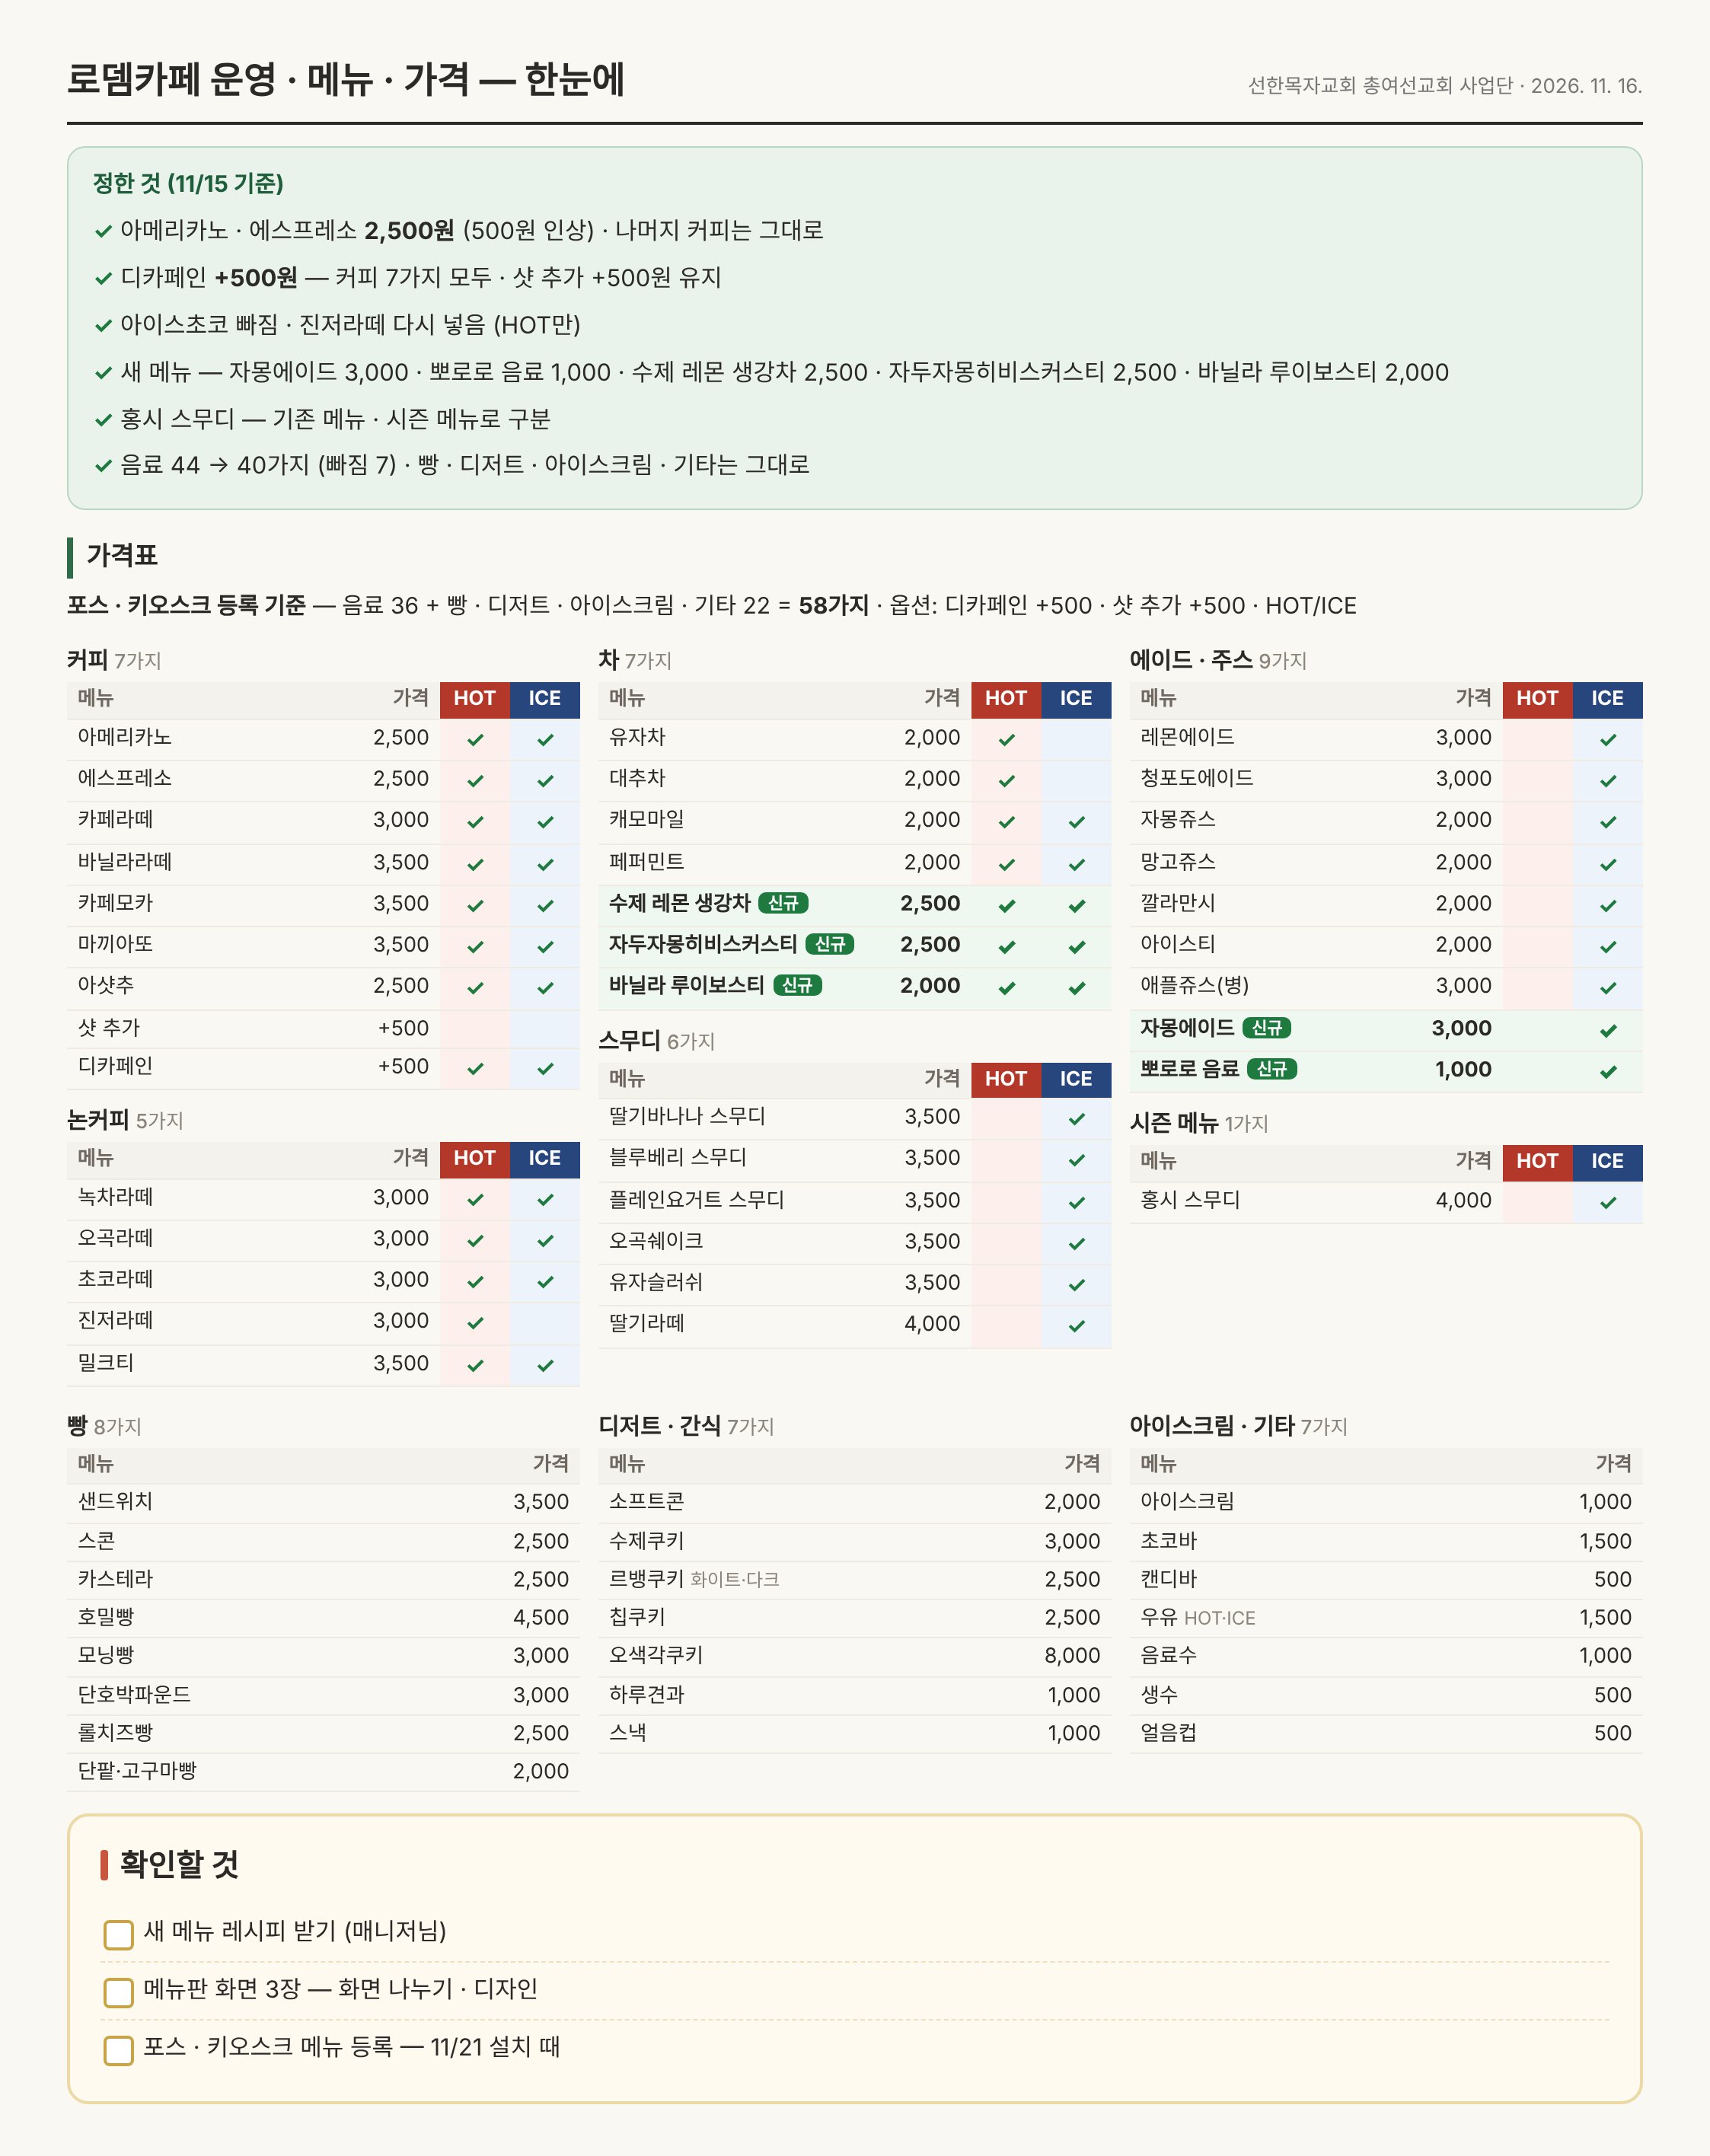 로뎀카페 운영 · 메뉴 · 가격 — 한눈에
선한목자교회 총여선교회 사업단 · 2026. 11. 16.
정한 것 (11/15 기준)
✓ 아메리카노 · 에스프레소 2,500원 (500원 인상) · 나머지 커피는 그대로
✓ 디카페인 +500원 — 커피 7가지 모두 · 샷 추가 +500원 유지
✓ 아이스초코 빠짐 · 진저라떼 다시 넣음 (HOT만)
✓ 새 메뉴 — 자몽에이드 3,000 · 뽀로로 음료 1,000 · 수제 레몬 생강차 2,500 · 자두자몽히비스커스티 2,500 · 바닐라 루이보스티 2,000
✓ 홍시 스무디 — 기존 메뉴 · 시즌 메뉴로 구분
✓ 음료 44 → 40가지 (빠짐 7) · 빵 · 디저트 · 아이스크림 · 기타는 그대로
가격표
포스 · 키오스크 등록 기준 — 음료 36 + 빵 · 디저트 · 아이스크림 · 기타 22 = 58가지 · 옵션: 디카페인 +500 · 샷 추가 +500 · HOT/ICE
커피 7가지
메뉴 가격 HOT ICE
아메리카노 2,500 ✓ ✓
에스프레소 2,500 ✓ ✓
카페라떼 3,000 ✓ ✓
바닐라라떼 3,500 ✓ ✓
카페모카 3,500 ✓ ✓
마끼아또 3,500 ✓ ✓
아샷추 2,500 ✓ ✓
샷 추가 +500
디카페인 +500 ✓ ✓
논커피 5가지
메뉴 가격 HOT ICE
녹차라떼 3,000 ✓ ✓
오곡라떼 3,000 ✓ ✓
초코라떼 3,000 ✓ ✓
진저라떼 3,000 ✓
밀크티 3,500 ✓ ✓
차 7가지
메뉴 가격 HOT ICE
유자차 2,000 ✓
대추차 2,000 ✓
캐모마일 2,000 ✓ ✓
페퍼민트 2,000 ✓ ✓
수제 레몬 생강차 신규 2,500 ✓ ✓
자두자몽히비스커스티 신규 2,500 ✓ ✓
바닐라 루이보스티 신규 2,000 ✓ ✓
스무디 6가지
메뉴 가격 HOT ICE
딸기바나나 스무디 3,500 ✓
블루베리 스무디 3,500 ✓
플레인요거트 스무디 3,500 ✓
오곡쉐이크 3,500 ✓
유자슬러쉬 3,500 ✓
딸기라떼 4,000 ✓
에이드 · 주스 9가지
메뉴 가격 HOT ICE
레몬에이드 3,000 ✓
청포도에이드 3,000 ✓
자몽쥬스 2,000 ✓
망고쥬스 2,000 ✓
깔라만시 2,000 ✓
아이스티 2,000 ✓
애플쥬스(병) 3,000 ✓
자몽에이드 신규 3,000 ✓
뽀로로 음료 신규 1,000 ✓
시즌 메뉴 1가지
메뉴 가격 HOT ICE
홍시 스무디 4,000 ✓
빵 8가지
메뉴 가격
샌드위치 3,500
스콘 2,500
카스테라 2,500
호밀빵 4,500
모닝빵 3,000
단호박파운드 3,000
롤치즈빵 2,500
단팥·고구마빵 2,000
디저트 · 간식 7가지
메뉴 가격
소프트콘 2,000
수제쿠키 3,000
르뱅쿠키 화이트·다크 2,500
칩쿠키 2,500
오색각쿠키 8,000
하루견과 1,000
스낵 1,000
아이스크림 · 기타 7가지
메뉴 가격
아이스크림 1,000
초코바 1,500
캔디바 500
우유 HOT·ICE 1,500
음료수 1,000
생수 500
얼음컵 500
확인할 것
새 메뉴 레시피 받기 (매니저님)
메뉴판 화면 3장 — 화면 나누기 · 디자인
포스 · 키오스크 메뉴 등록 — 11/21 설치 때